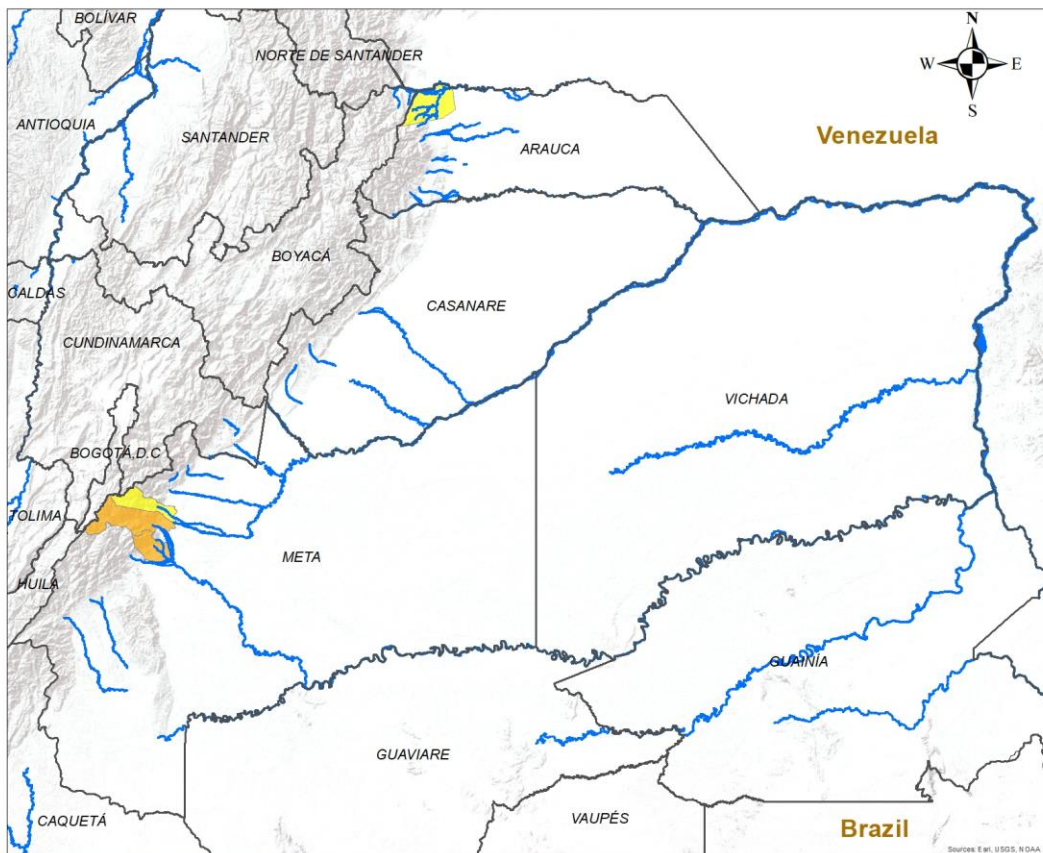 BOLÍVAR
N
NORTE DE SANTANDER
W
E
S
ANTIOQUIA
SANTANDER
Venezuela
ARAUCA
BOYACÁ
CALDAS
CASANARE
CUNDINAMARCA
VICHADA
BOGOTÁ,D.C
TOLIMA
META
HUILA
GUAINÍA
GUAVIARE
CAQUETÁ
VAUPÉS
Brazil
Sources: Esri, USGS, NOAA